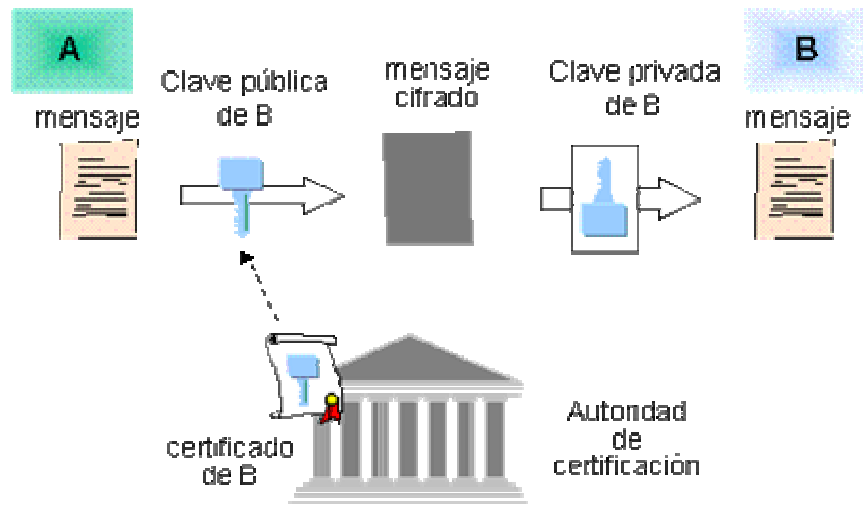 A
B
Clave pública
de B
mensaje
cifrado
Clave privada
de B
mensaje
mensaje
certificado
de B
Autoridad
de
certificación